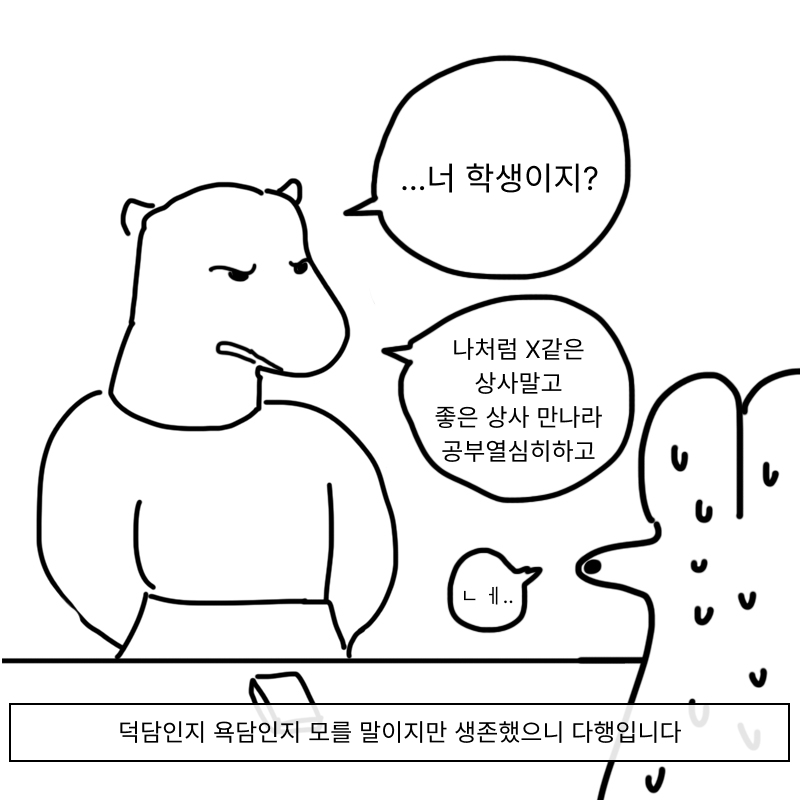 ...너 학생이지?
나처럼 X같은
상사말고
좋은 상사 만나라
공부열심히하고
ㄴ ㅔ..
덕담인지 욕담인지 모를 말이지만 생존했으니 다행입니다